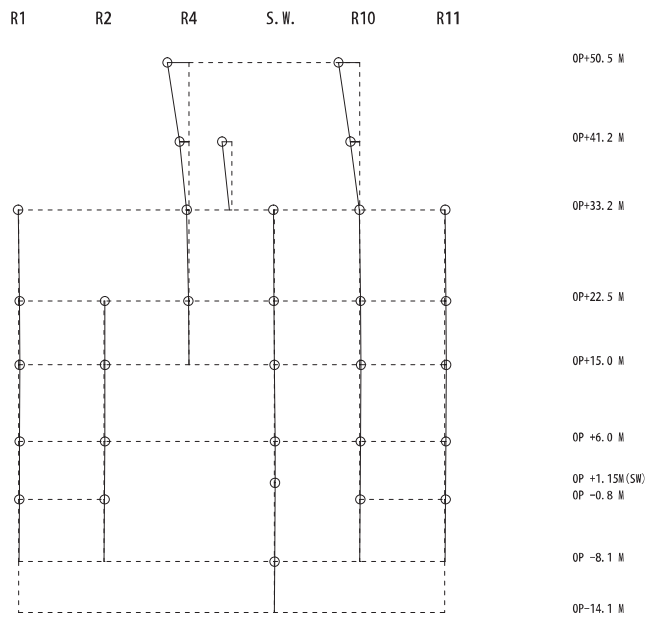 R1 R2 R4 S.W. R10 R11
OP+50.5 M
OP+41.2 M
OP+33.2 M
OP+22.5 M
OP+15.0 M
OP +6.0 M
OP +1.15M(SW)
OP -0.8 M
OP -8.1 M
OP-14.1 M